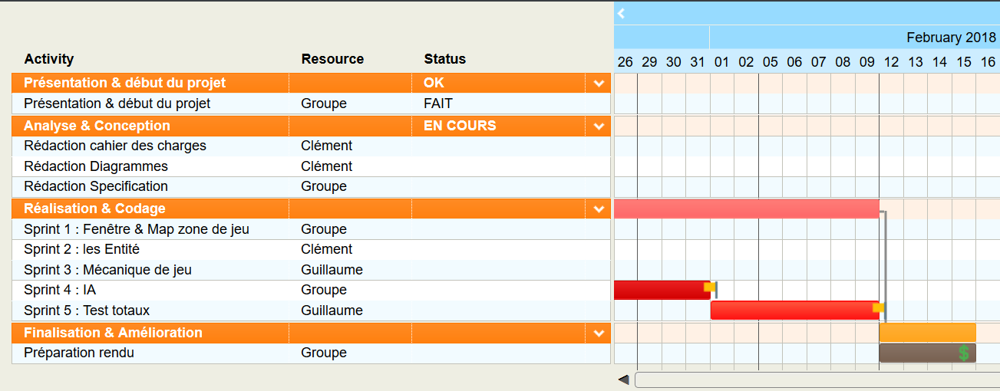 February 2018
Activity Resource Status 26 29 30 31 01 02 05 06 07 08 09 12 13 14 15 16
Présentation & début du projet OK
Présentation & début du projet Groupe FAIT
Analyse & Conception EN COURS
Rédaction cahier des charges Clément
Rédaction Diagrammes Clément
Rédaction Specification Groupe
Réalisation & Codage
Sprint 1 : Fenêtre & Map zone de jeu Groupe
Sprint 2 : les Entité Clément
Sprint 3 : Mécanique de jeu Guillaume
Sprint 4 : IA Groupe
Sprint 5 : Test totaux Guillaume
Finalisation & Amélioration
Préparation rendu Groupe $